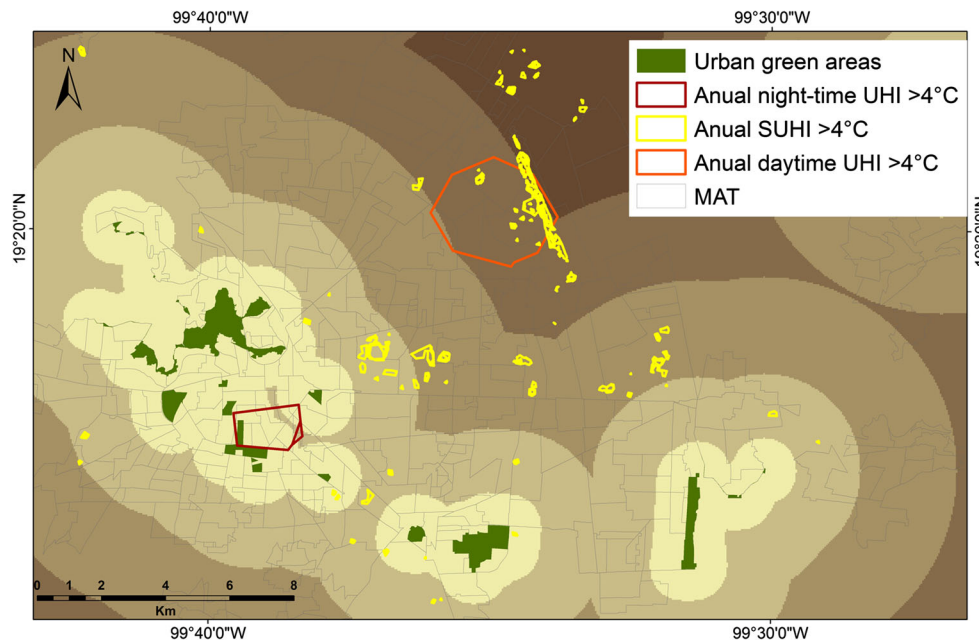 99°40'0"W
99°30'0"W
N
Urban green areas
Anual night-time UHI >4°C
Anual SUHI >4°C
Anual daytime UHI >4°C
MAT
19°20'0"N
0 1 2 4 6 8
Km
99°40'0"W
99°30'0"W